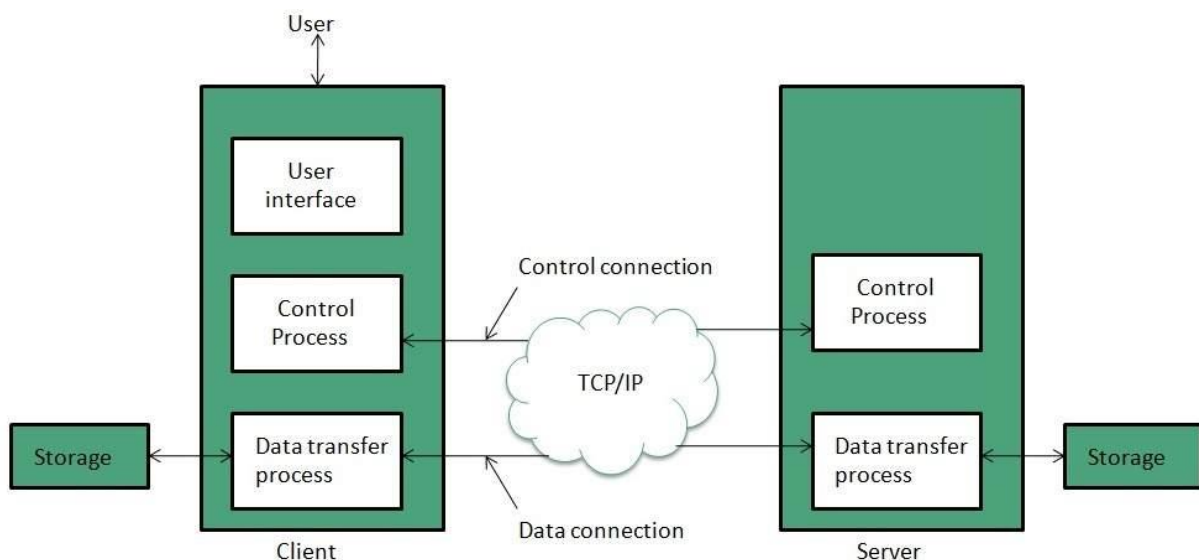 User
User
interface
Control connection
Control
Process
Control
Process
TCP/IP
Storage
Data transfer
process
Data transfer
process
Storage
Data connection
Client
Server